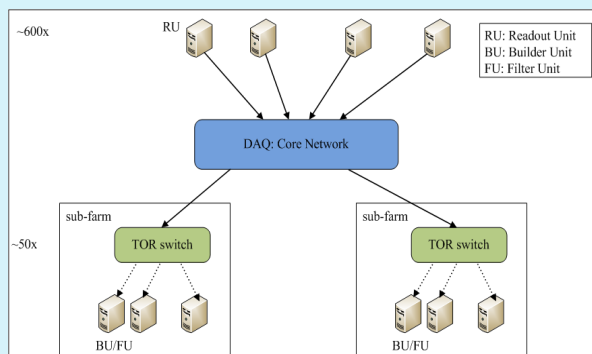 ~600x
RU
RU: Readout Unit
BU: Builder Unit
FU: Filter Unit
DAQ: Core Network
sub-farm
sub-farm
~50x
TOR switch
TOR switch
BU/FU
BU/FU